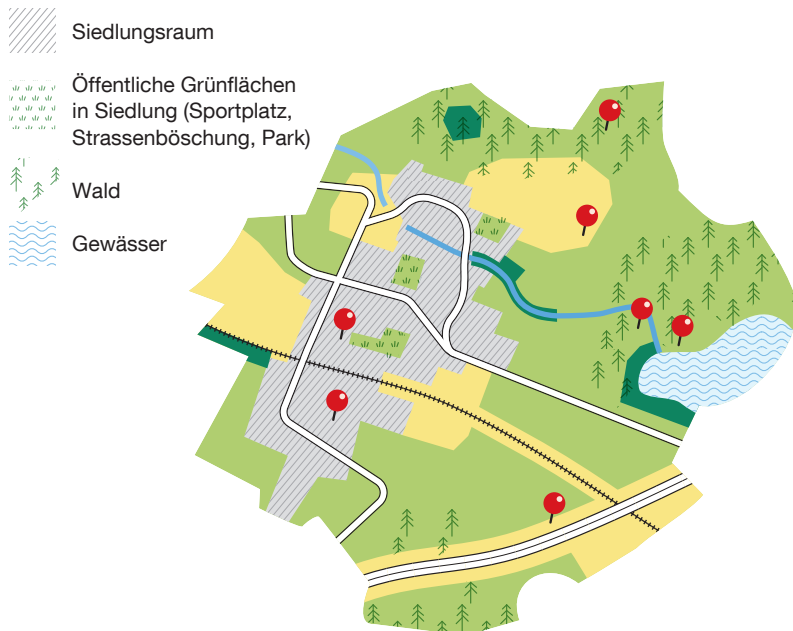 Siedlungsraum
Öffentliche Grünflächen
in Siedlung (Sportplatz,
Strassenböschung, Park)
Wald
Gewässer